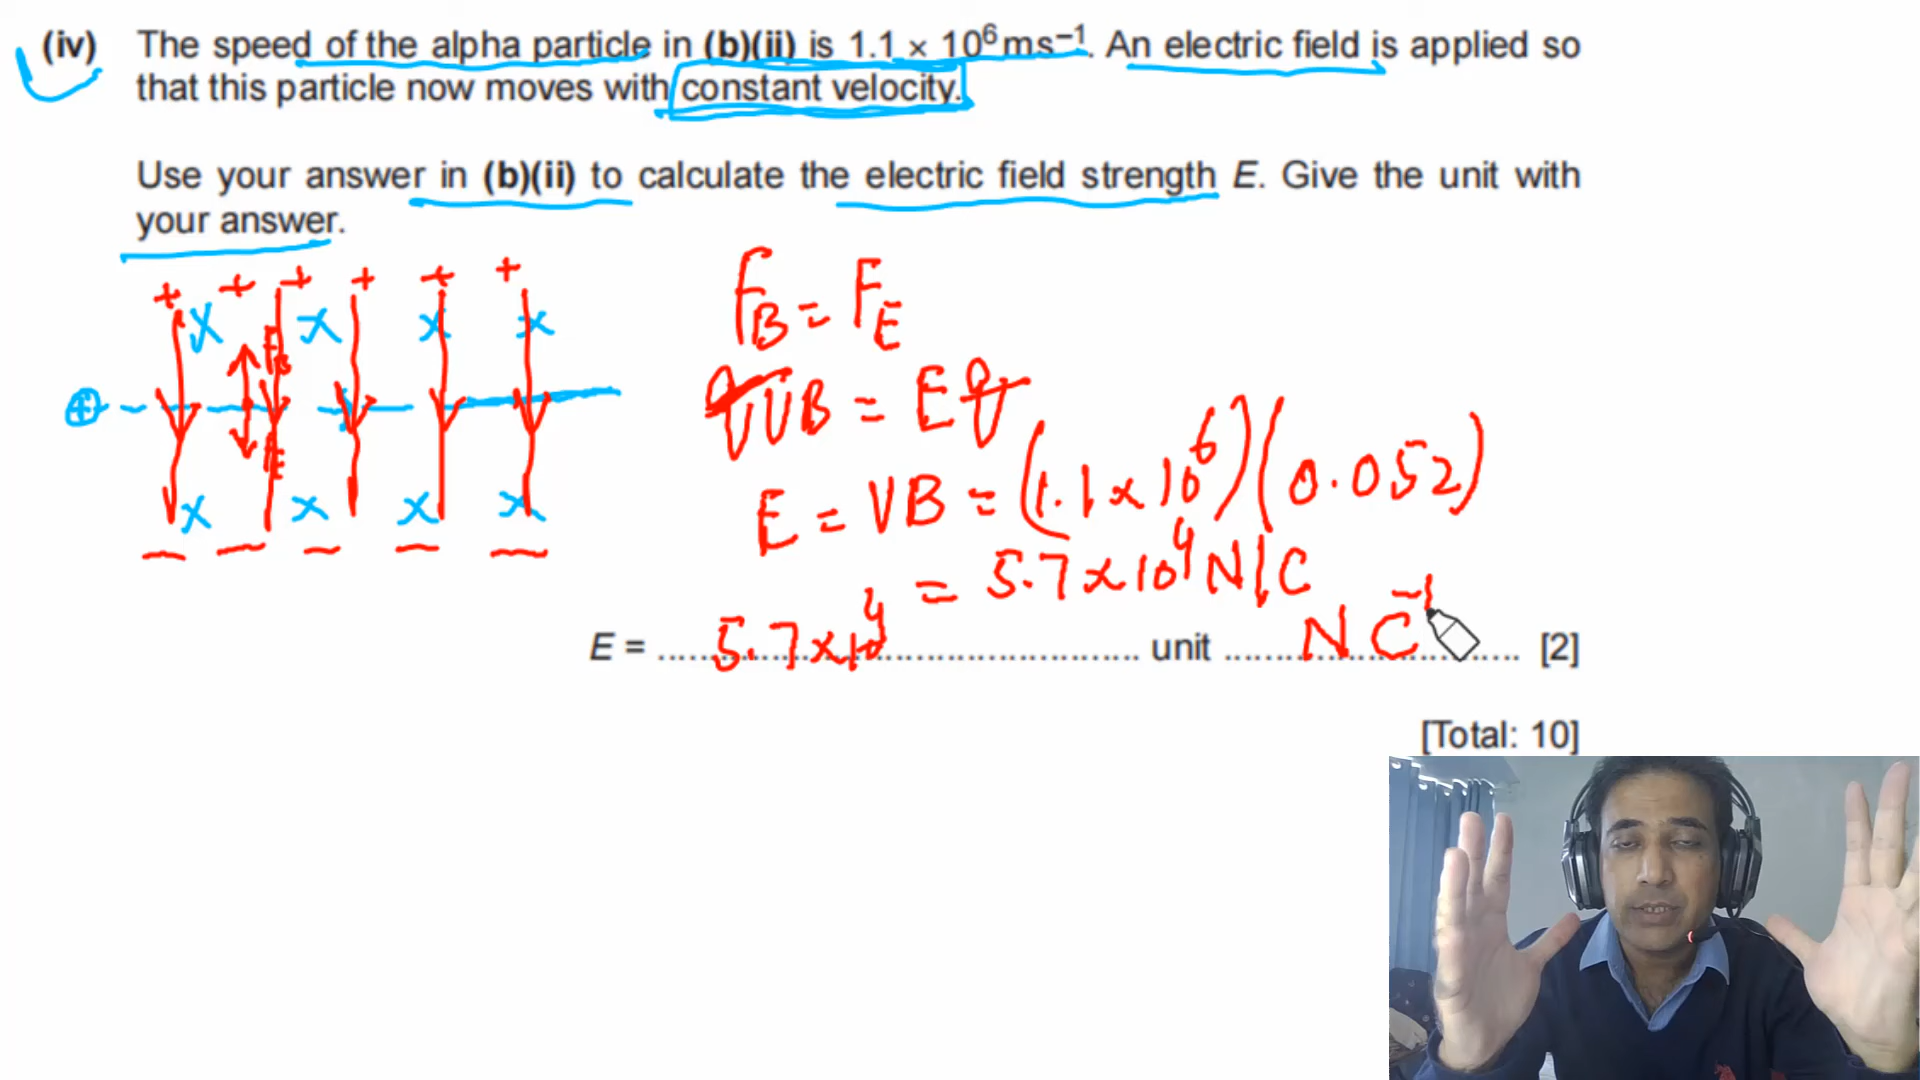 (iv) The speed of the alpha particle in (b)(ii) is 1.1 × 10⁶ m s⁻¹. An electric field is applied so
that this particle now moves with constant velocity.
Use your answer in (b)(ii) to calculate the electric field strength E. Give the unit with
your answer.
+ + + + + +
X X X X
F_B
+
F_E
X X X X
– – – – –
F_B = F_E
qvB = Eq
E = VB = (1.1 × 10⁶)(0.052)
= 5.7 × 10⁴ N/C
E = 5.7 × 10⁴ unit N C⁻¹ [2]
[Total: 10]